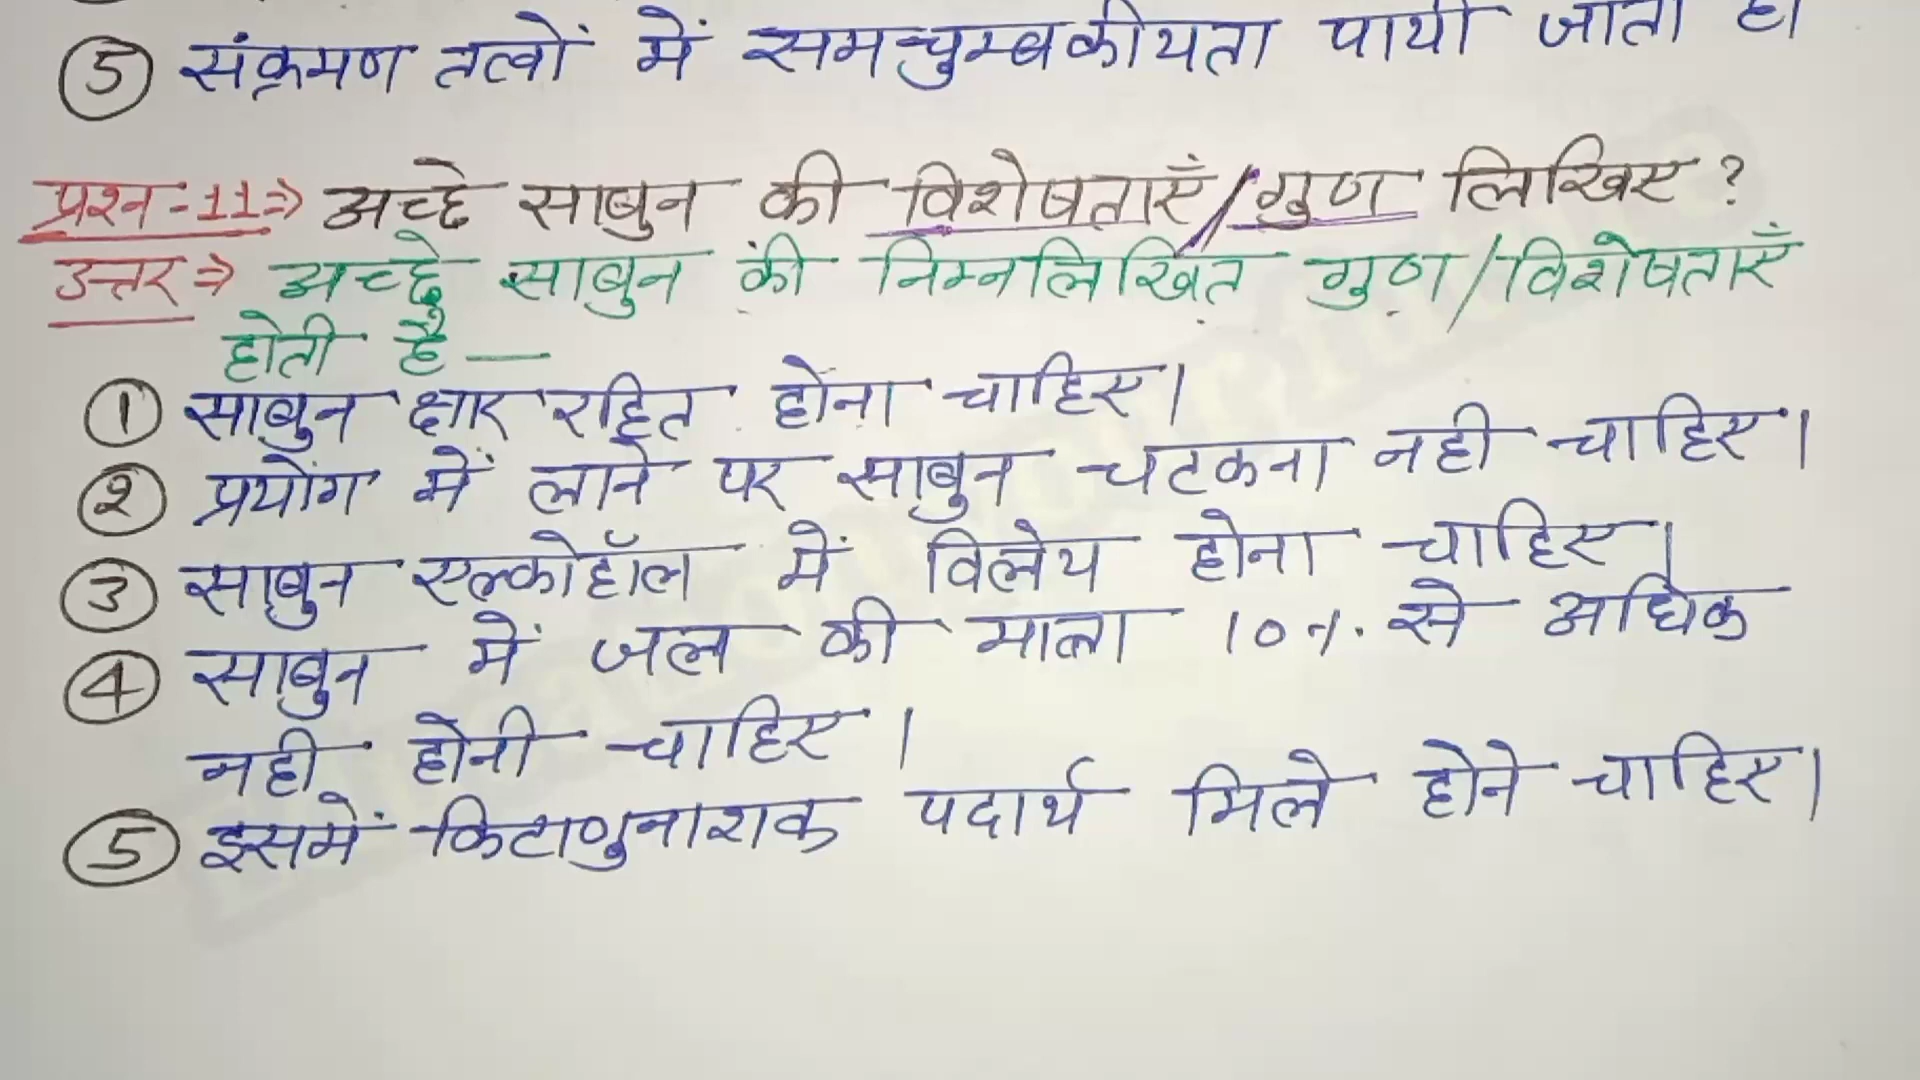 ⑤ संक्रमण तत्वों में समचुम्बकीयता पायी जाती है।
प्रश्न-11⇒ अच्छे साबुन की विशेषताएँ/गुण लिखिए?
उत्तर⇒ अच्छे साबुन की निम्नलिखित गुण/विशेषताएँ
होती है—
① साबुन क्षार रहित होना चाहिए।
② प्रयोग में लाने पर साबुन चटकना नही चाहिए।
③ साबुन एल्कोहॉल में विलेय होना चाहिए।
④ साबुन में जल की मात्रा 10% से अधिक
नही होनी चाहिए।
⑤ इसमें किटाणुनाशक पदार्थ मिले होने चाहिए।